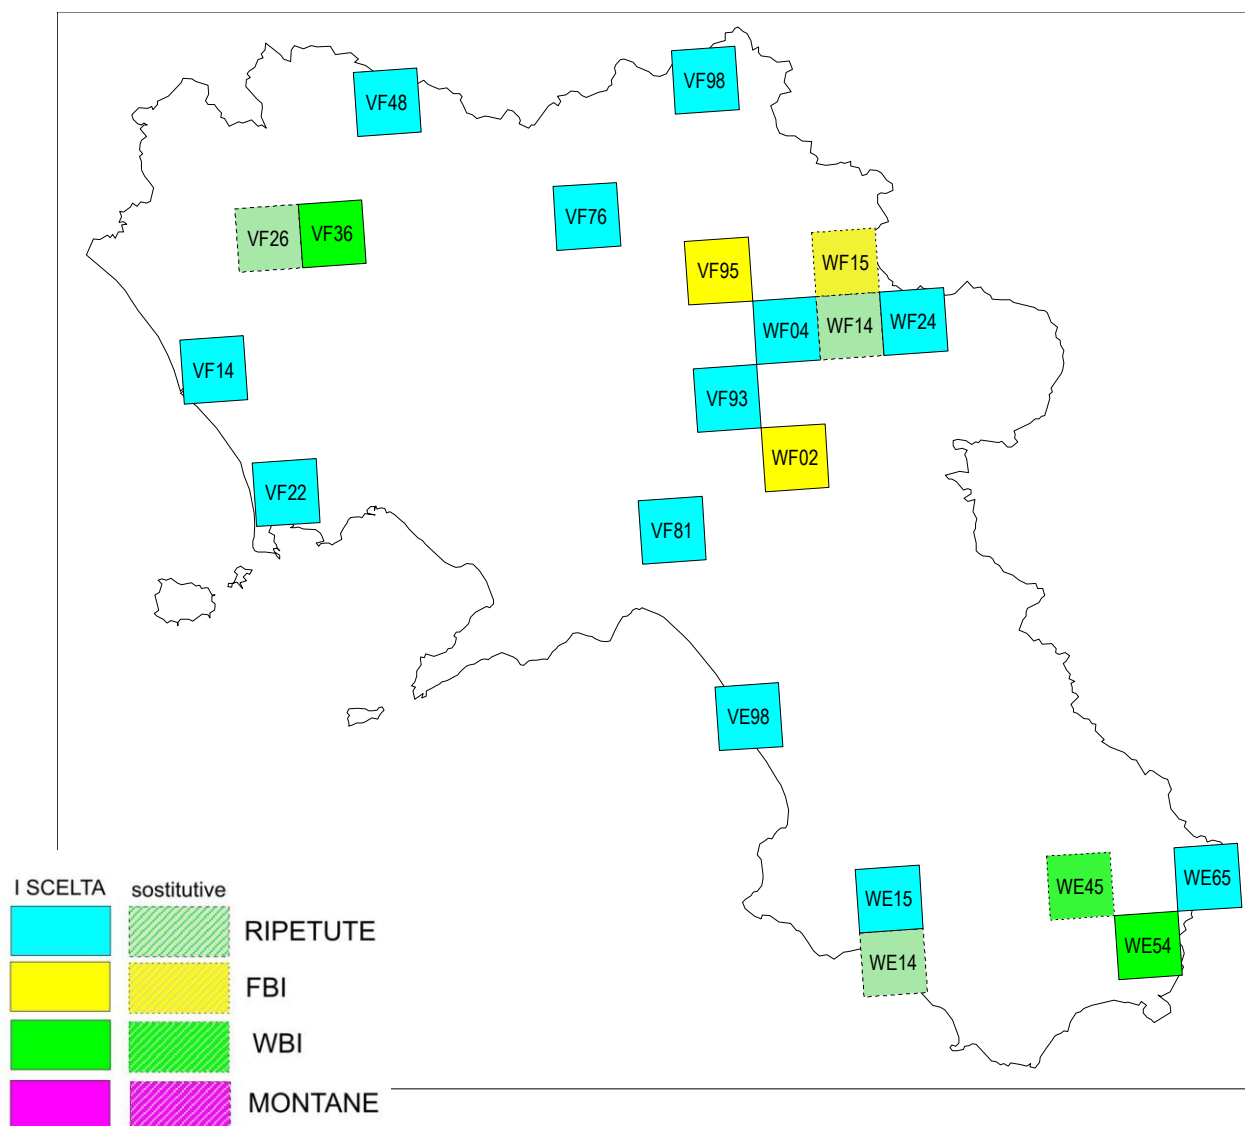 VF98
VF48
VF76
VF26
VF36
WF15
VF95
WF24
WF04
WF14
VF14
VF93
WF02
VF22
VF81
VE98
WE65
WE45
I SCELTA
sostitutive
WE15
RIPETUTE
WE54
WE14
FBI
WBI
MONTANE